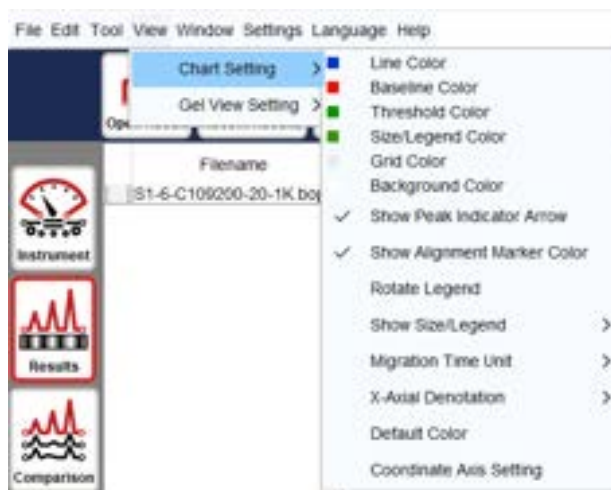 File Edit Tool View Window Settings Language Help
Chart Setting
Gel View Setting
Line Color
Baseline Color
Threshold Color
Size/Legend Color
Grid Color
Background Color
Show Peak Indicator Arrow
Show Alignment Marker Color
Rotate Legend
Show Size/Legend
Migration Time Unit
X-Axial Denotation
Default Color
Coordinate Axis Setting
Filename
S1-6-C109200-20-1K.bop
Instrument
Results
Comparison